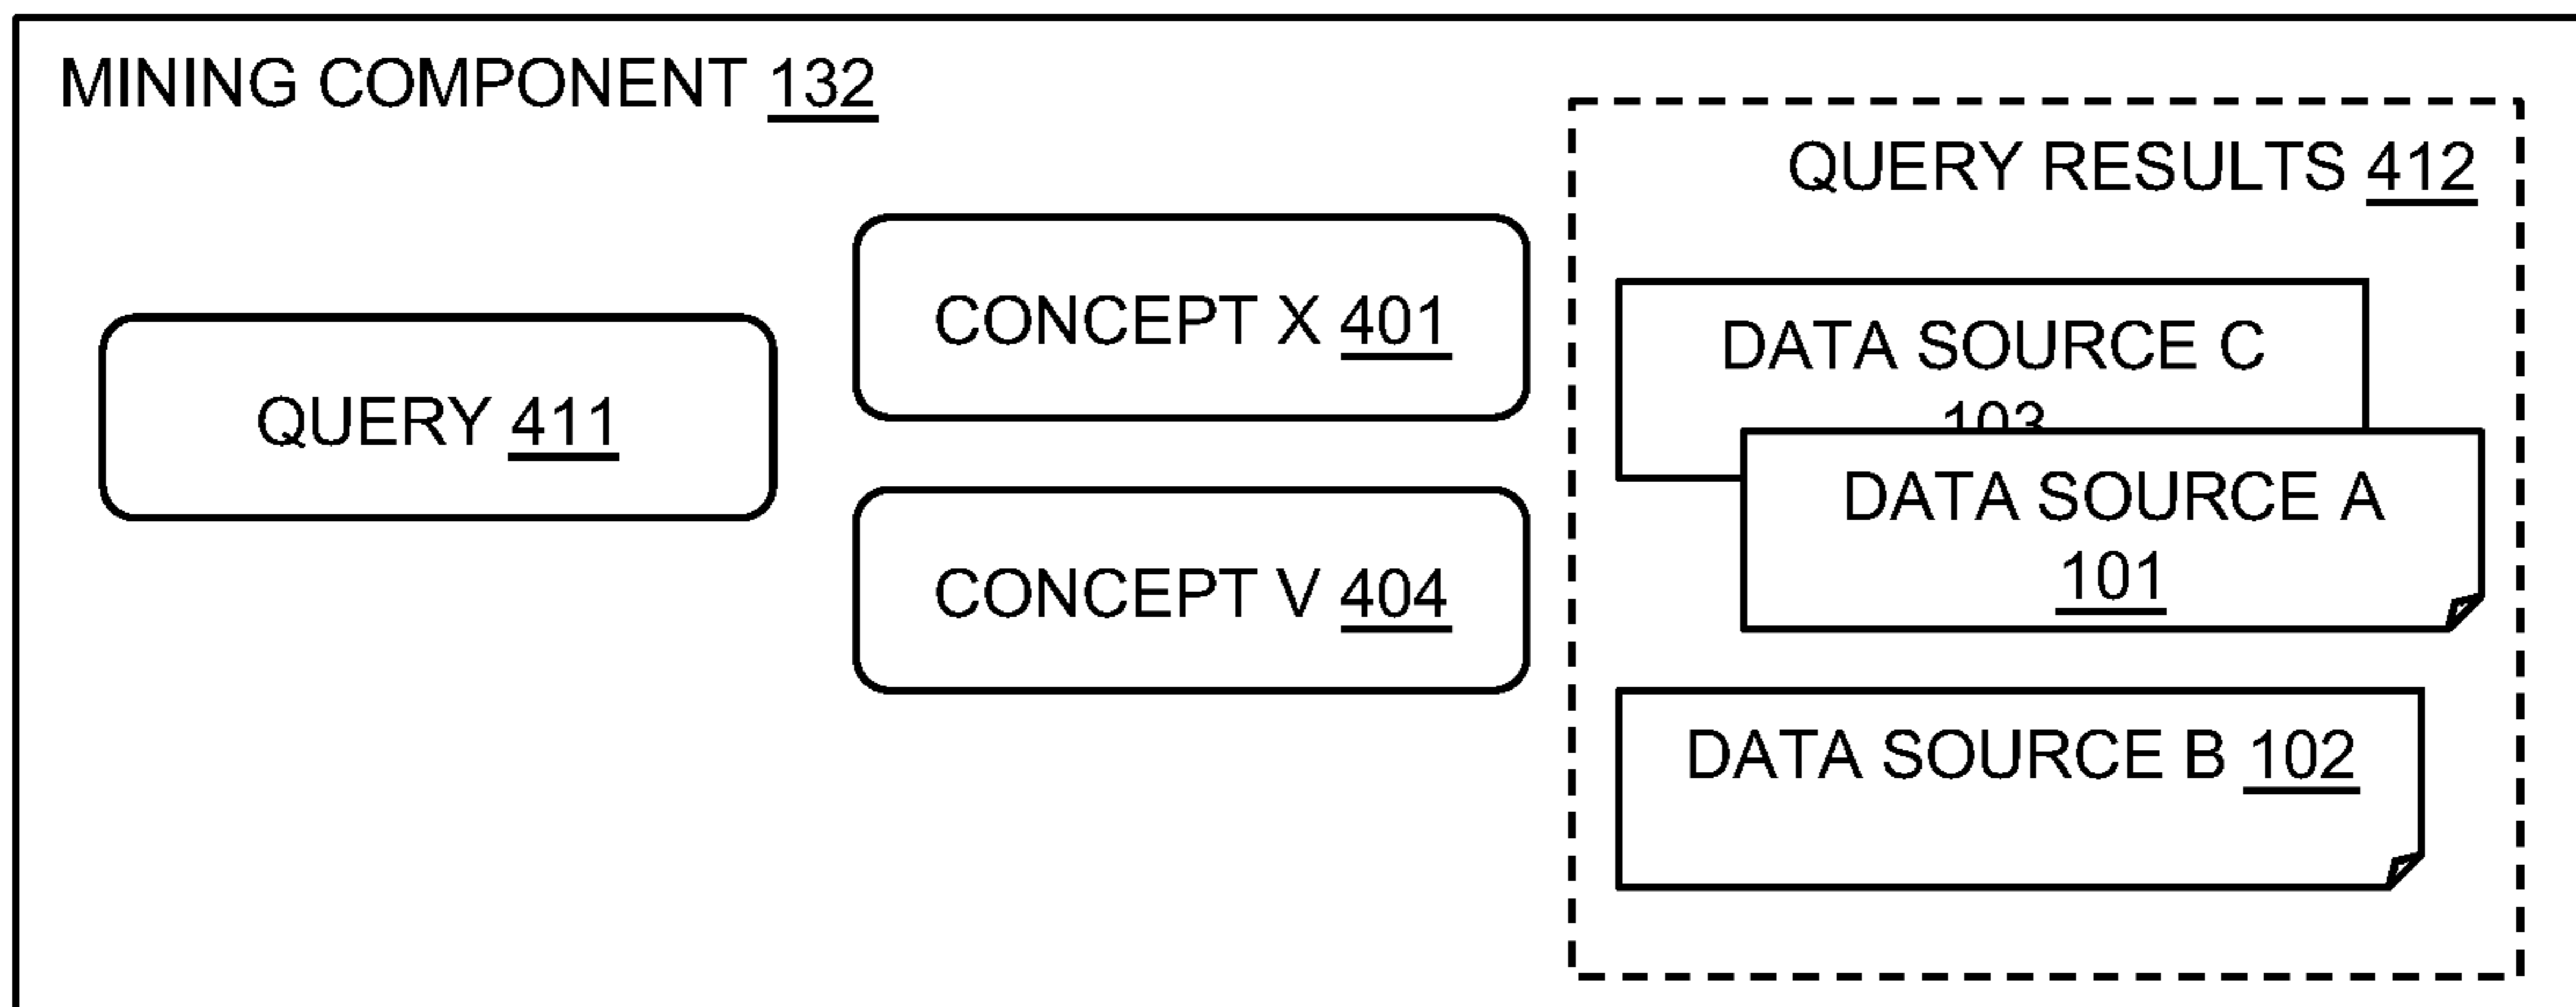 MINING COMPONENT 132
QUERY RESULTS 412
QUERY 411
CONCEPT X 401
CONCEPT V 404
DATA SOURCE C
103
DATA SOURCE A
101
DATA SOURCE B 102